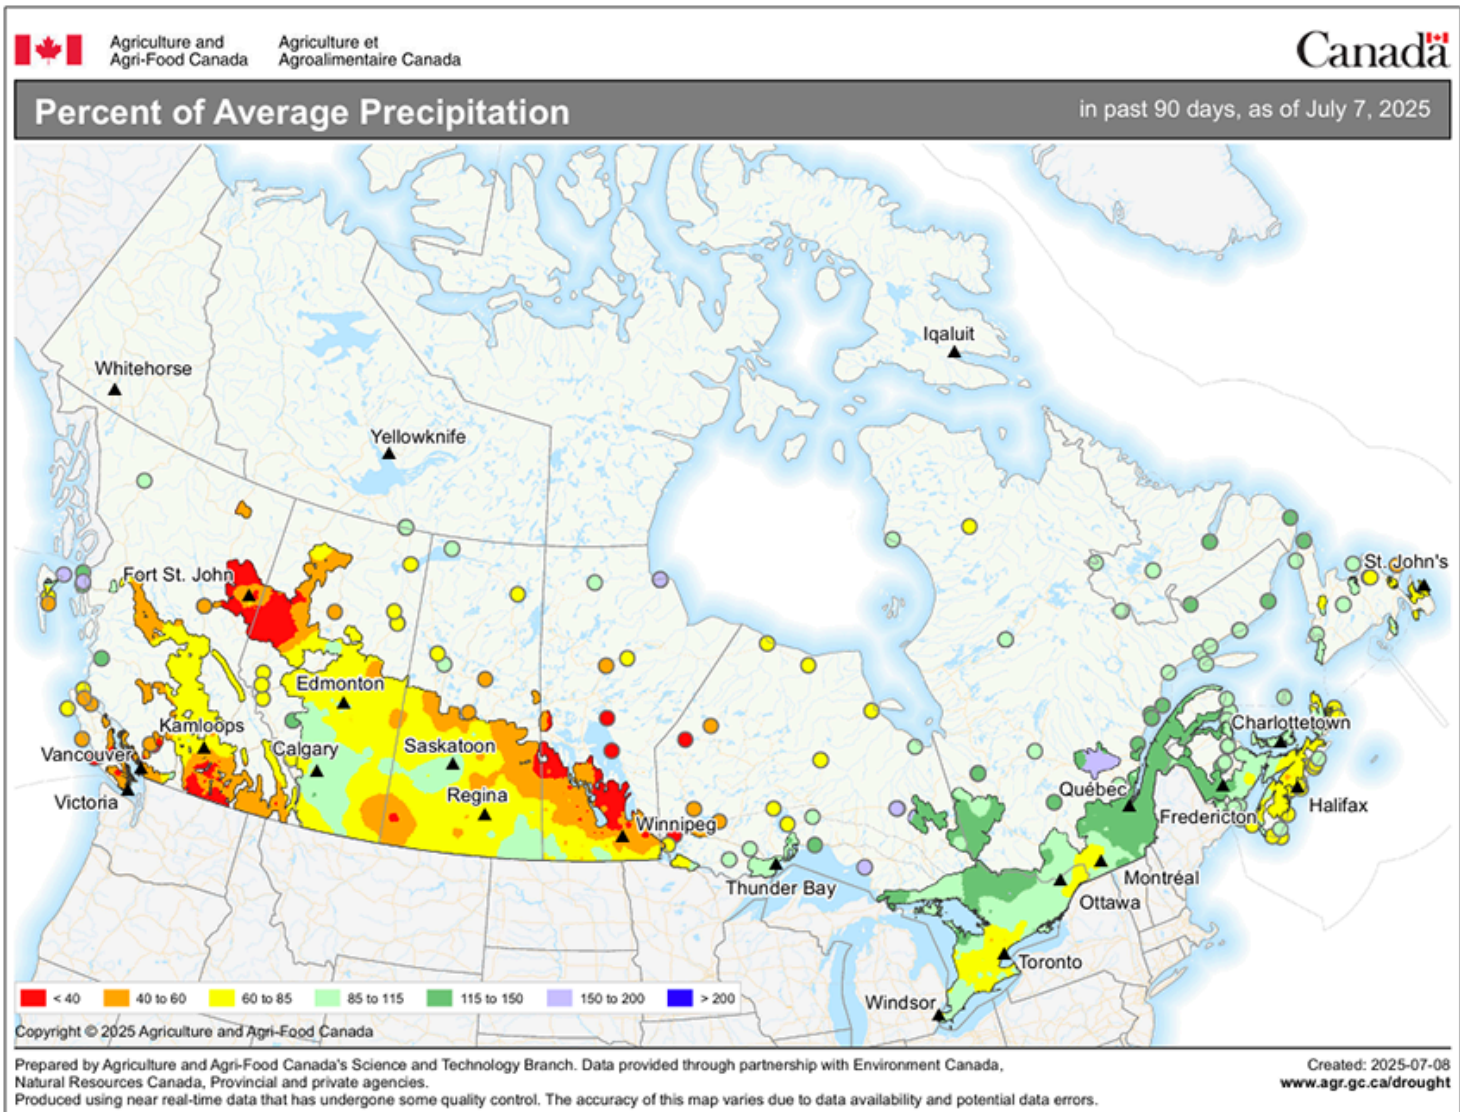 Agriculture and
Agri-Food Canada
Agriculture et
Agroalimentaire Canada
Canada
Percent of Average Precipitation
in past 90 days, as of July 7, 2025
Iqaluit
Whitehorse
Yellowknife
St. John's
Fort St. John
Edmonton
Charlottetown
Kamloops
Calgary
Saskatoon
Vancouver
Québec
Regina
Victoria
Halifax
Winnipeg
Fredericton
Montréal
Thunder Bay
Ottawa
Toronto
Windsor
< 40
40 to 60
60 to 85
85 to 115
115 to 150
150 to 200
> 200
Copyright © 2025 Agriculture and Agri-Food Canada
Prepared by Agriculture and Agri-Food Canada's Science and Technology Branch. Data provided through partnership with Environment Canada,
Natural Resources Canada, Provincial and private agencies.
Produced using near real-time data that has undergone some quality control. The accuracy of this map varies due to data availability and potential data errors.
Created: 2025-07-08
www.agr.gc.ca/drought